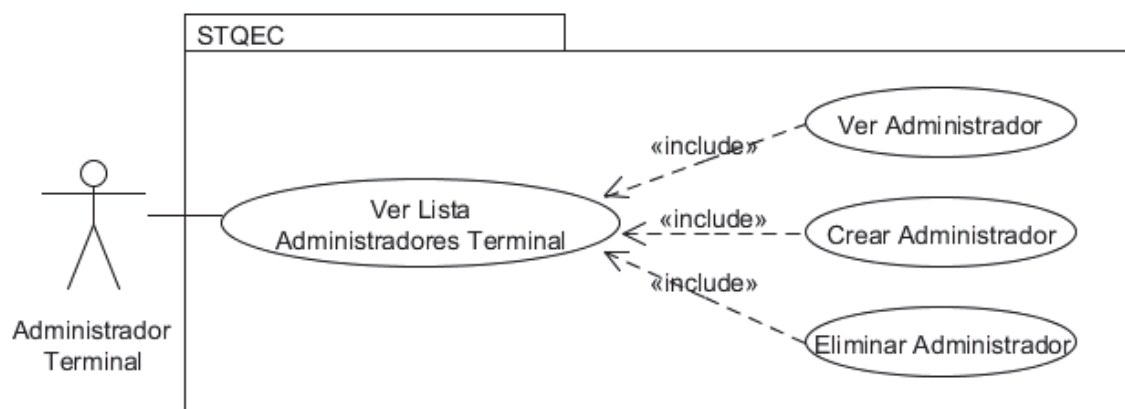 STQEC
Ver Administrador
«include»
Ver Lista
Administradores Terminal
«include»
Crear Administrador
«include»
Eliminar Administrador
Administrador
Terminal